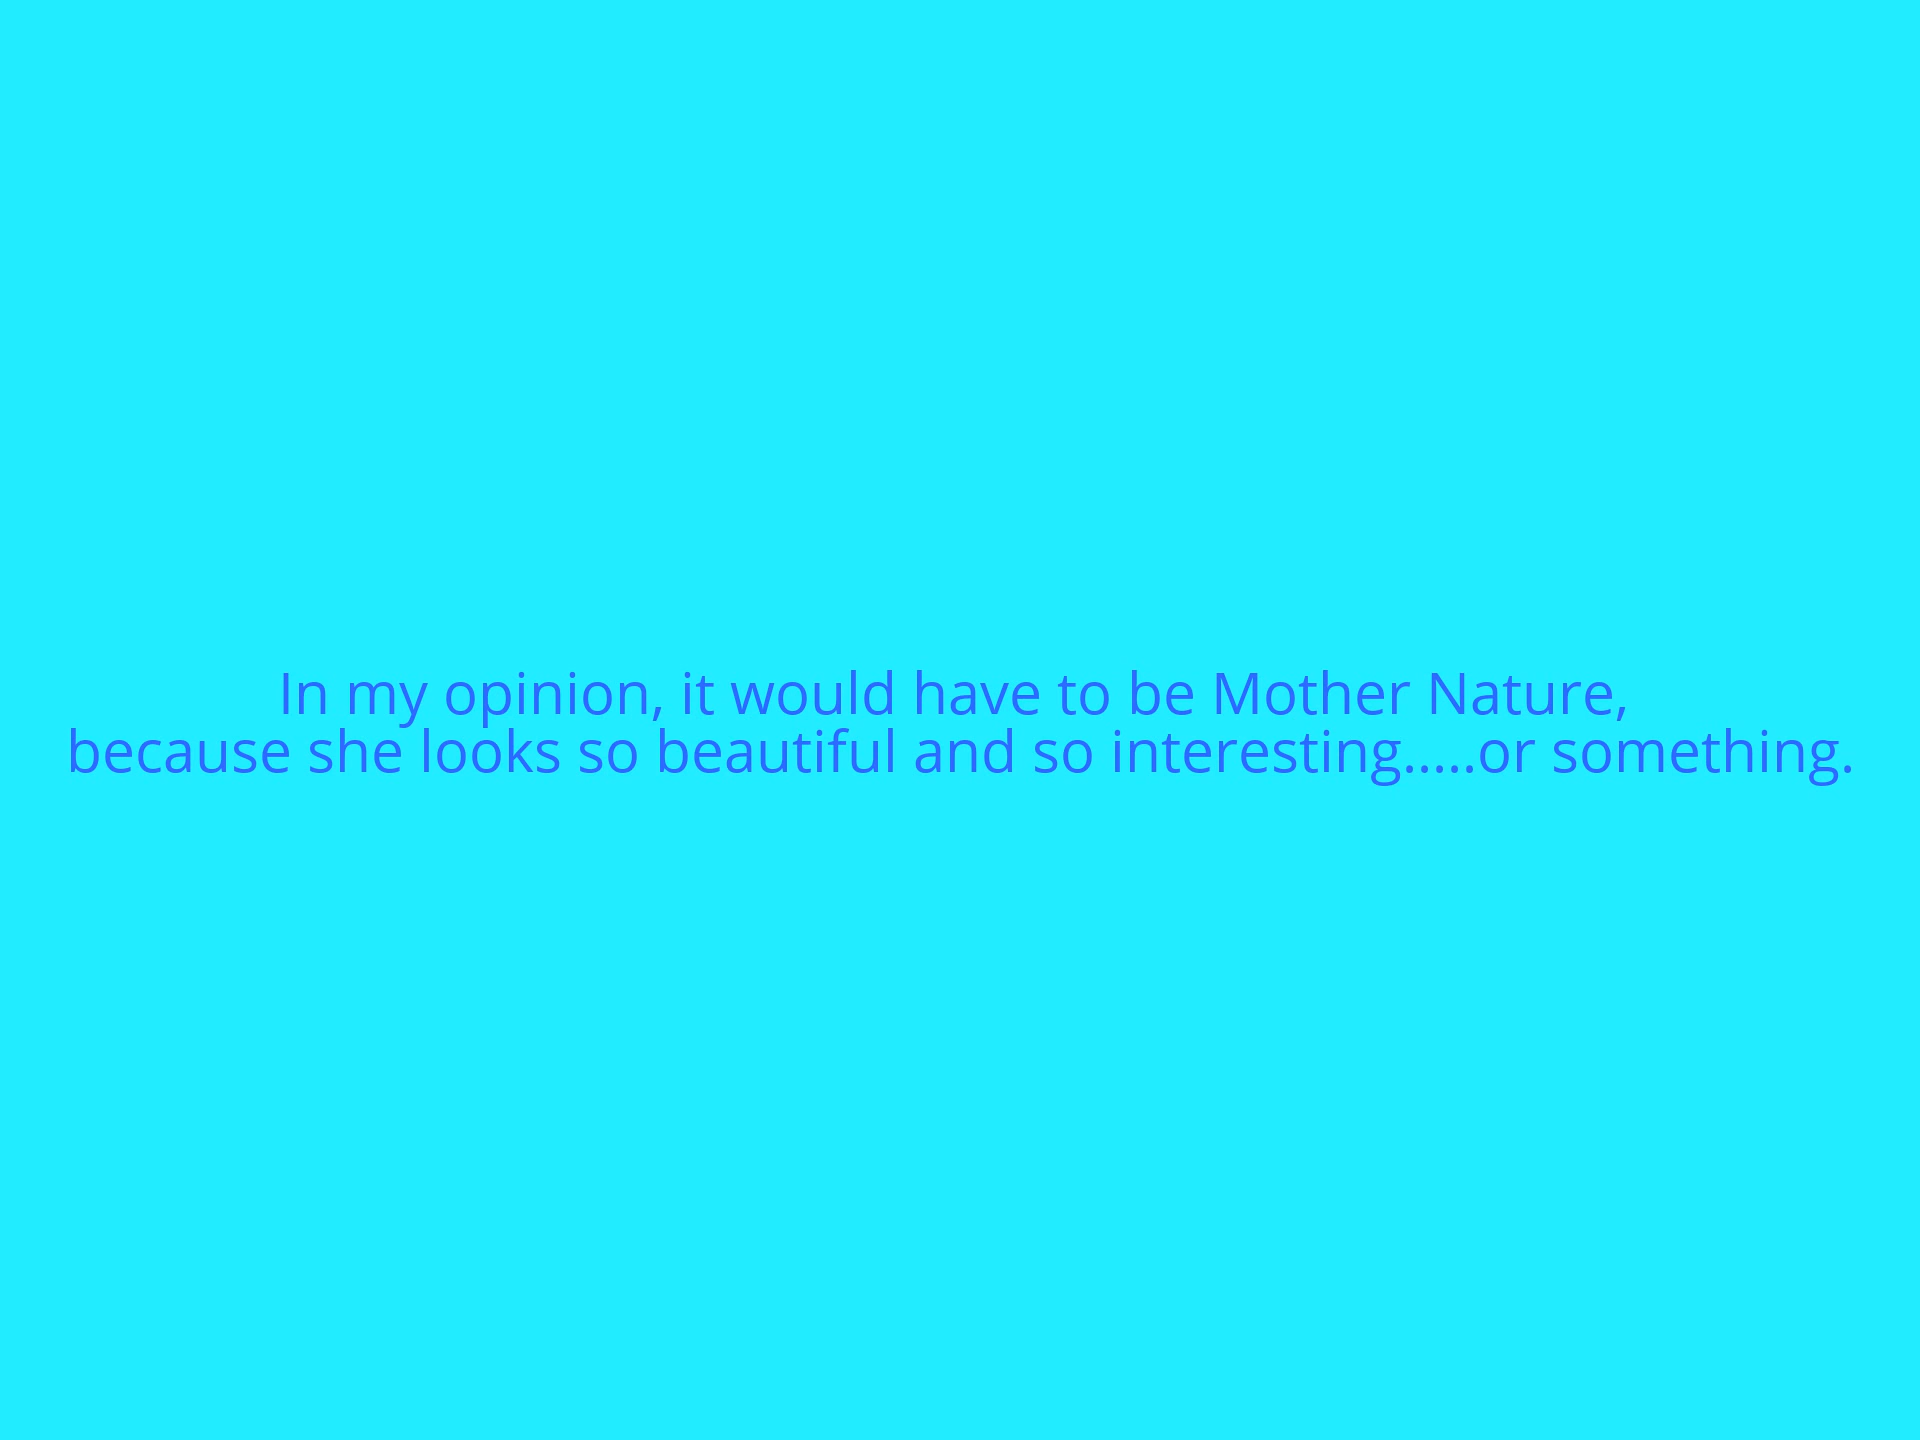 In my opinion, it would have to be Mother Nature,
because she looks so beautiful and so interesting.....or something.